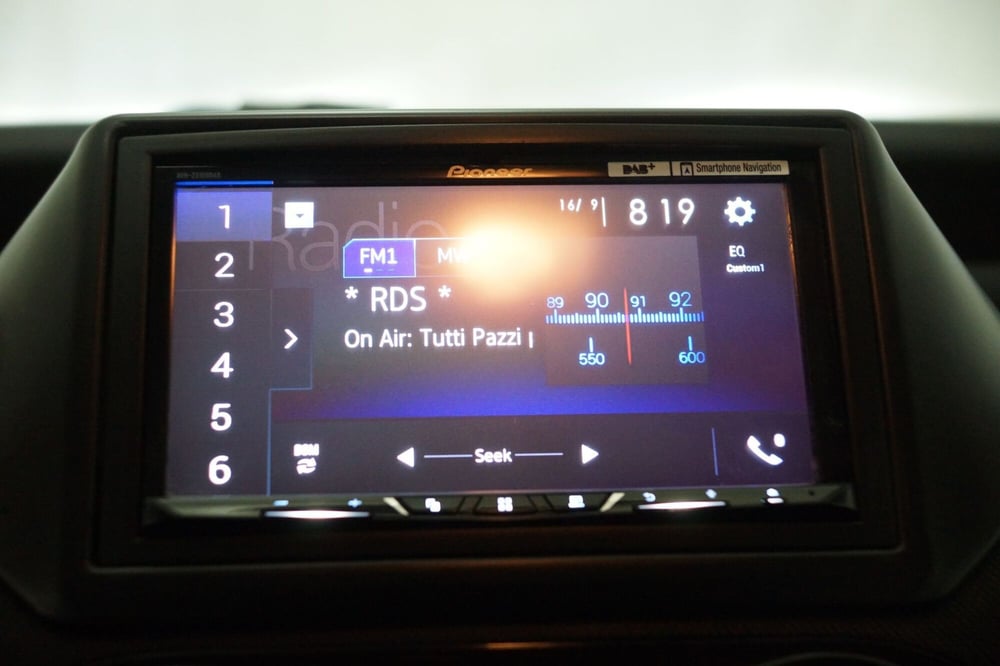 Pioneer
DAB+
Smartphone Navigation
1
2
3
4
5
6
Radio
16/ 9
8 19
EQ
Custom1
FM1
* RDS *
On Air: Tutti Pazzi
89 90 91 92
550 600
BSM
Seek